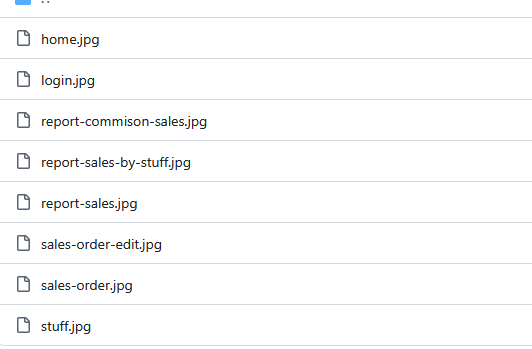 ..
home.jpg
login.jpg
report-commison-sales.jpg
report-sales-by-stuff.jpg
report-sales.jpg
sales-order-edit.jpg
sales-order.jpg
stuff.jpg